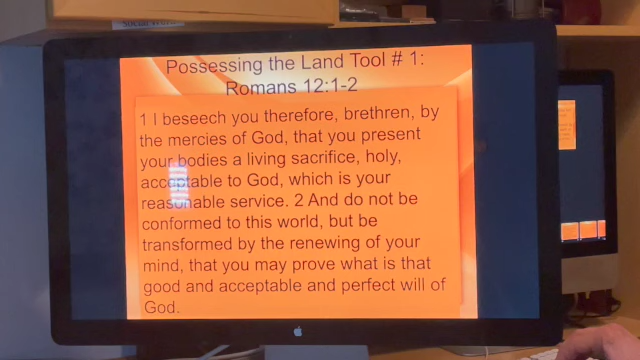 Possessing the Land Tool # 1:
Romans 12:1-2
1 I beseech you therefore, brethren, by
the mercies of God, that you present
your bodies a living sacrifice, holy,
acceptable to God, which is your
reasonable service. 2 And do not be
conformed to this world, but be
transformed by the renewing of your
mind, that you may prove what is that
good and acceptable and perfect will of
God.